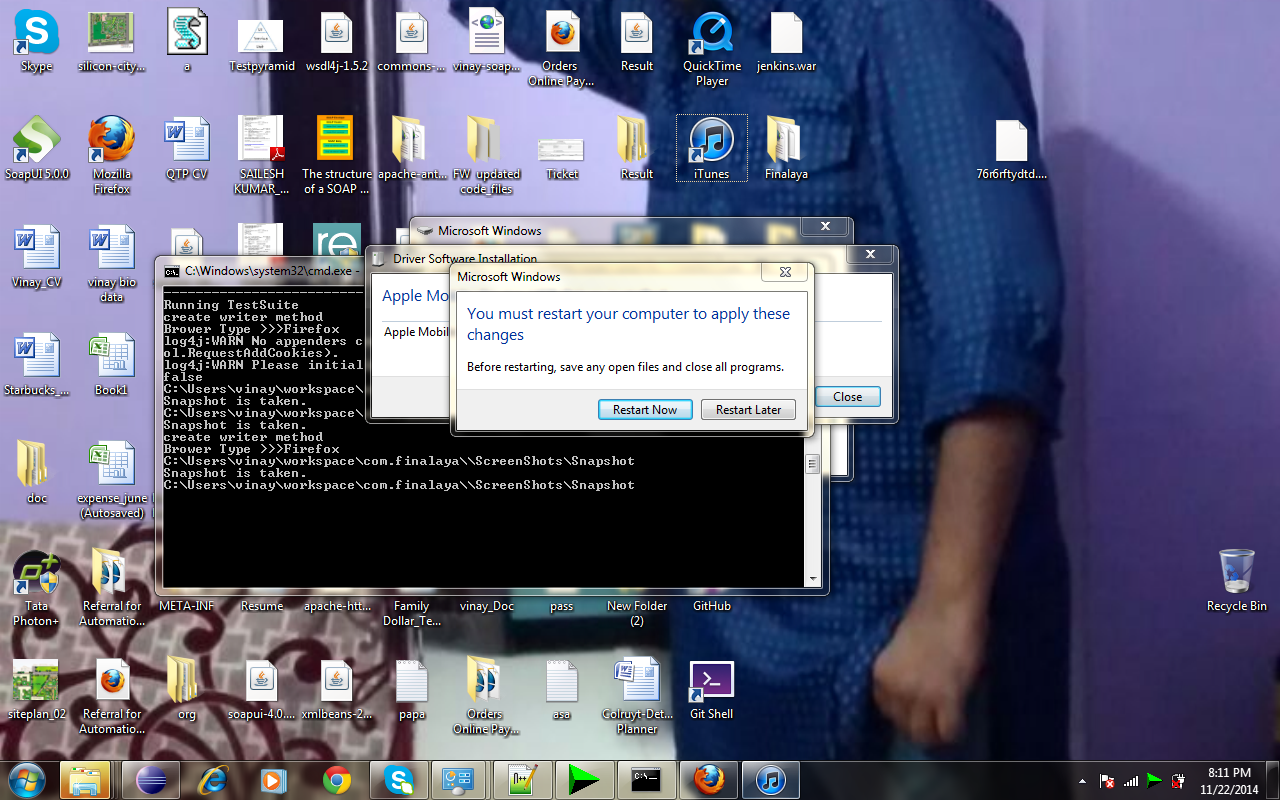 Skype
silicon-city...
a
Testpyramid
wsdl4j-1.5.2
commons-...
vinay-soap...
Orders Online Pay...
Result
QuickTime Player
jenkins.war
SoapUI 5.0.0
Mozilla Firefox
QTP CV
SAILESH KUMAR_...
The structure of a SOAP ...
apache-ant...
FW updated code_files
Ticket
Result
iTunes
Finalaya
76r6rftydtd....
Vinay_CV
vinay bio data
re
Starbucks_...
Book1
doc
expense_june (Autosaved)
Microsoft Windows
Driver Software Installation
Apple Mo
Apple Mobil
Close
Microsoft Windows
You must restart your computer to apply these
changes
Before restarting, save any open files and close all programs.
Restart Now
Restart Later
C:\Windows\system32\cmd.exe -
Running TestSuite
create writer method
Brower Type >>>Firefox
log4j:WARN No appenders c
ol.RequestAddCookies).
log4j:WARN Please initial
false
C:\Users\vinay\workspace\
Snapshot is taken.
C:\Users\vinay\workspace\
Snapshot is taken.
create writer method
Brower Type >>>Firefox
C:\Users\vinay\workspace\com.finalaya\\ScreenShots\Snapshot
Snapshot is taken.
C:\Users\vinay\workspace\com.finalaya\\ScreenShots\Snapshot
Tata Photon+
Referral for Automatio...
META-INF
Resume
apache-htt...
Family Dollar_Te...
vinay_Doc
pass
New Folder (2)
GitHub
Recycle Bin
siteplan_02
Referral for Automatio...
org
soapui-4.0....
xmlbeans-2...
papa
Orders Online Pay...
asa
Colruyt-Det... Planner
Git Shell
8:11 PM
11/22/2014